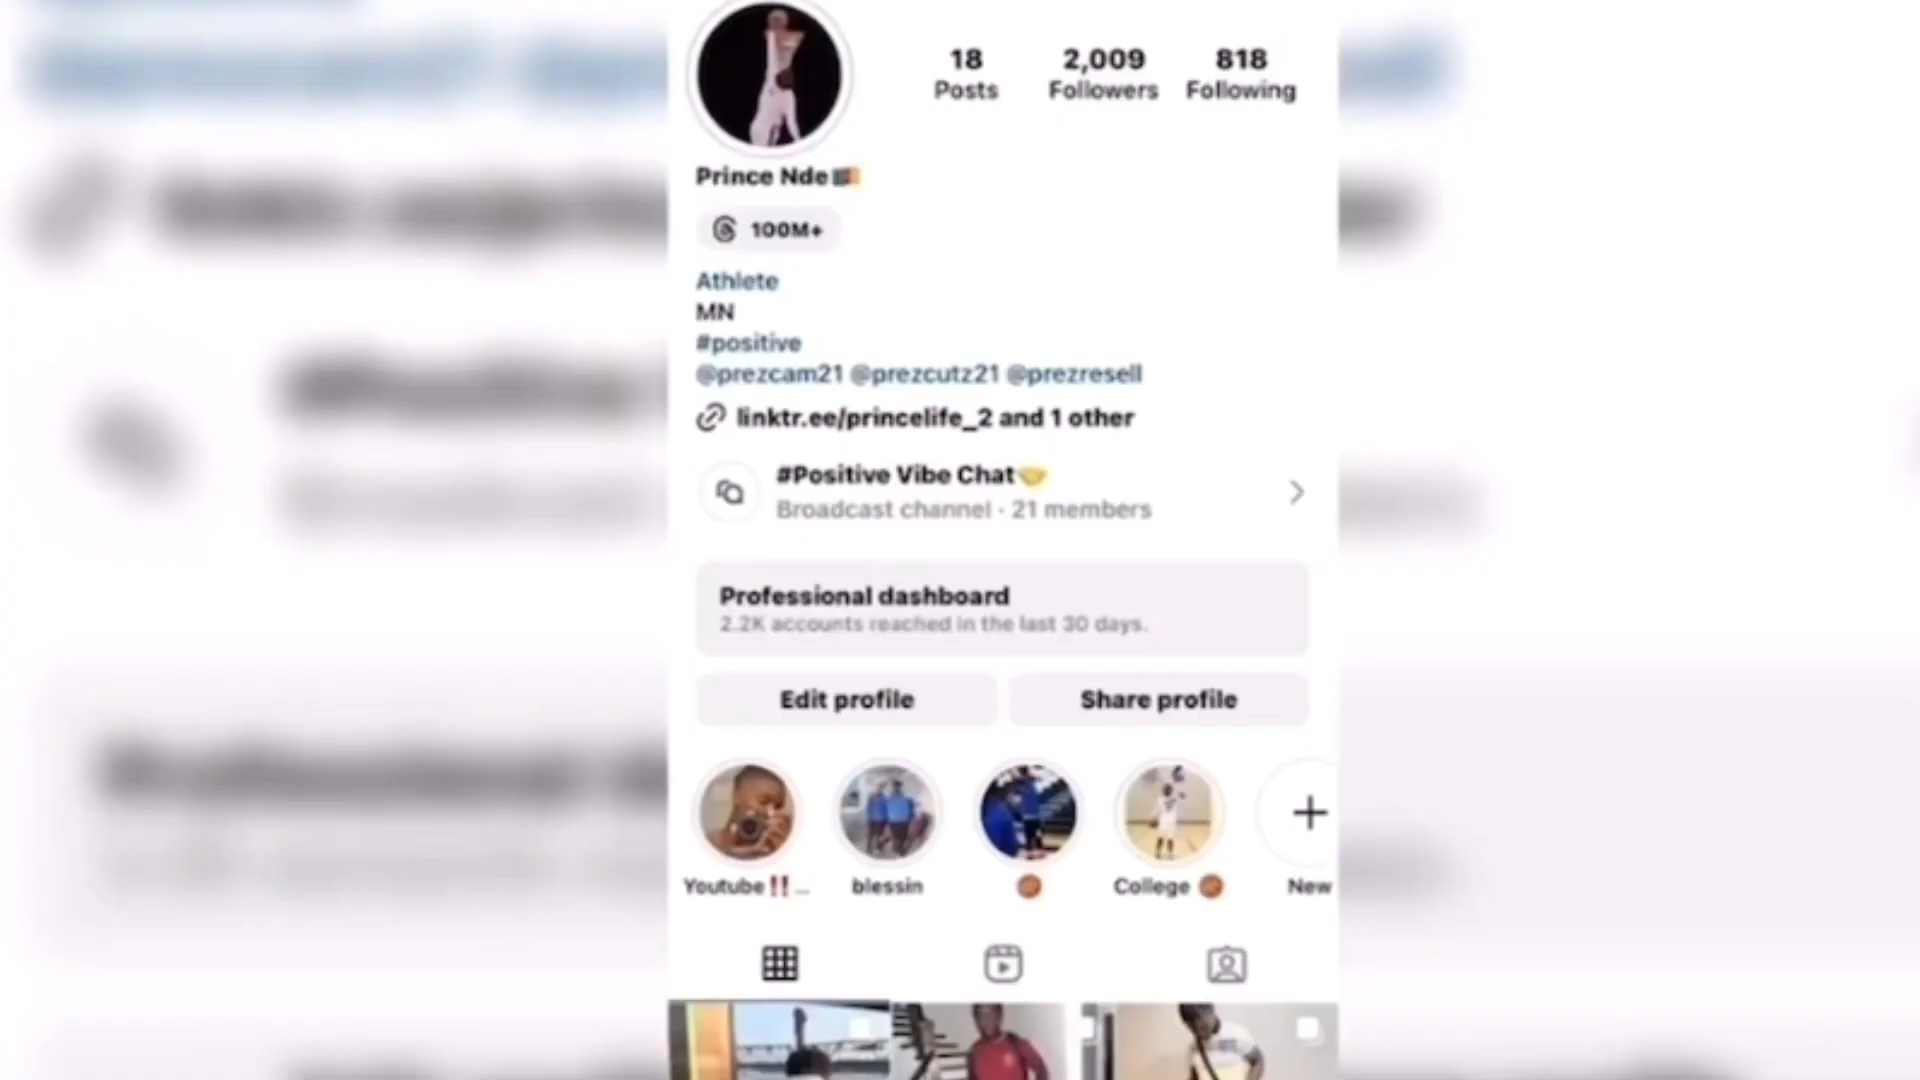 18 2,009 818
Posts Followers Following
Prince Nde
100M+
Athlete
MN
#positive
@prezcam21 @prezcutz21 @prezresell
linktr.ee/princelife_2 and 1 other
#Positive Vibe Chat🤝
Broadcast channel · 21 members
Professional dashboard
2.2K accounts reached in the last 30 days.
Edit profile Share profile
Youtube‼️... blessin 🏀 College 🏀 New